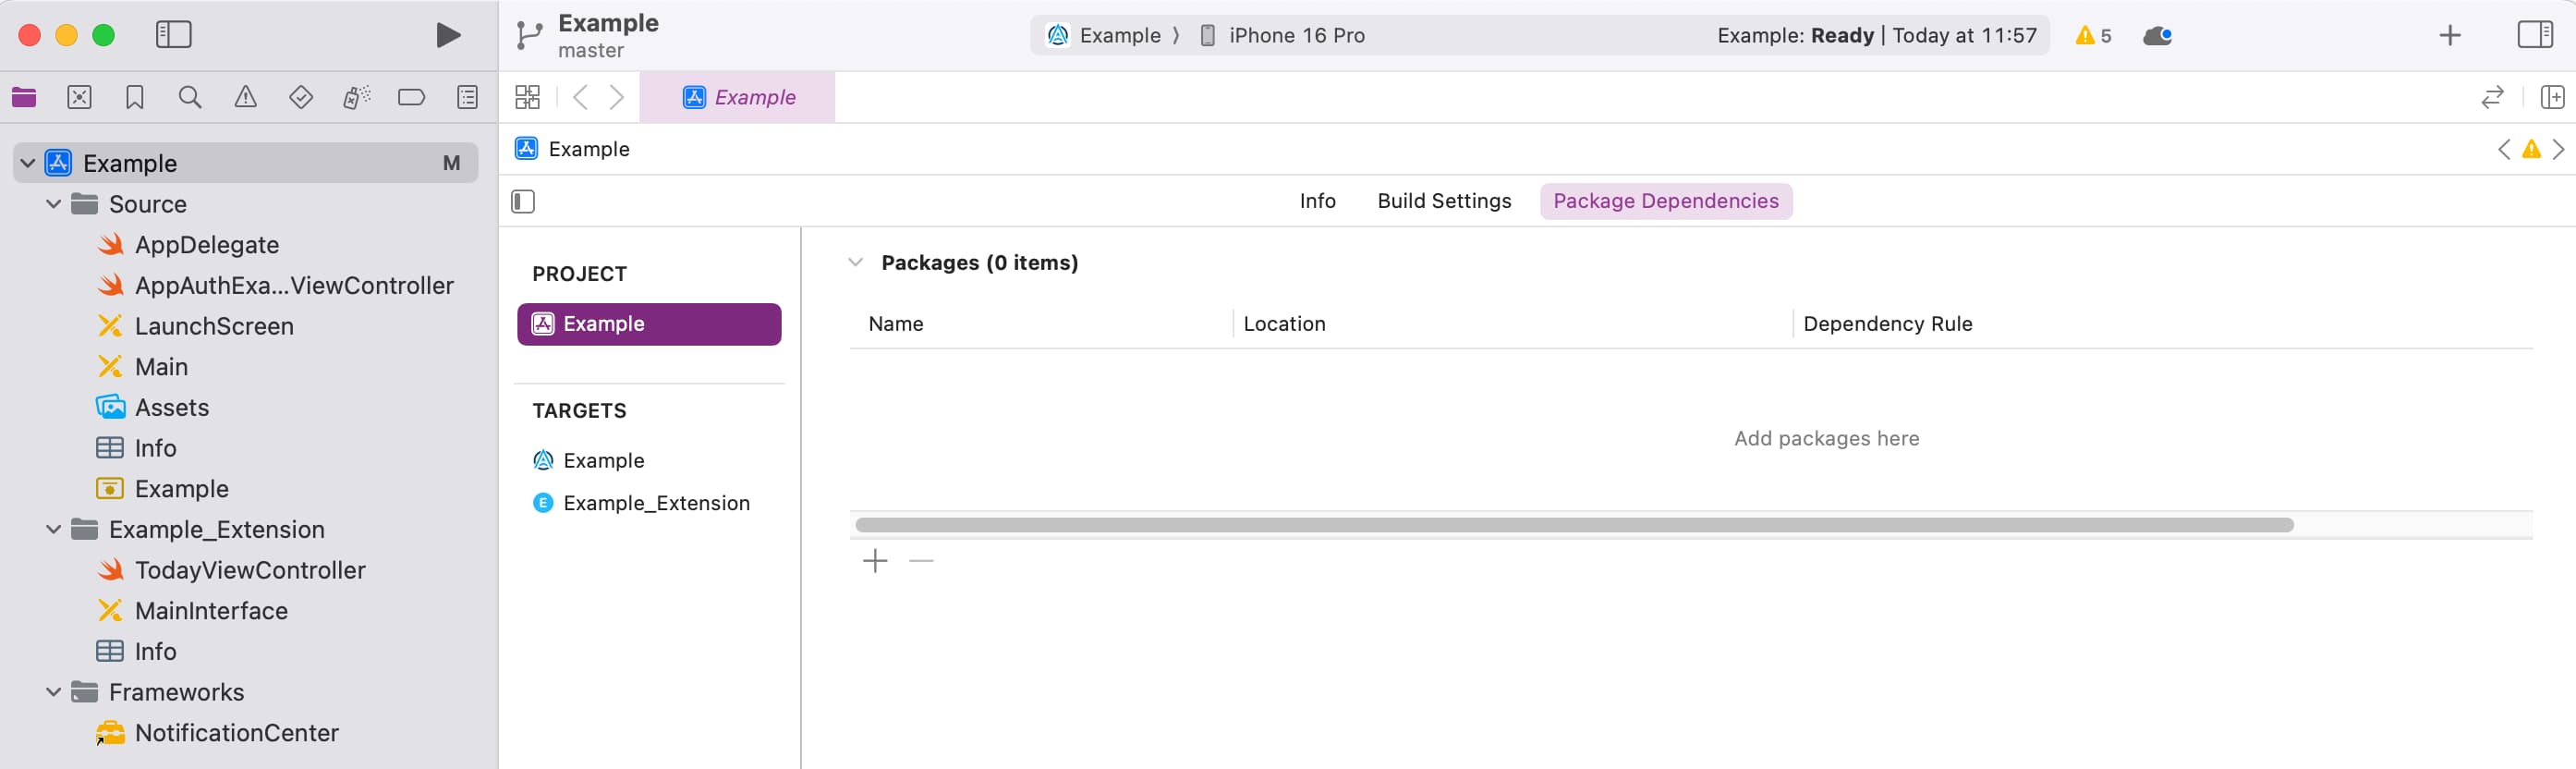 Example
master
Example 〉 iPhone 16 Pro
Example: Ready | Today at 11:57
5
Example
Example M
Source
AppDelegate
AppAuthExa...ViewController
LaunchScreen
Main
Assets
Info
Example
Example_Extension
TodayViewController
MainInterface
Info
Frameworks
NotificationCenter
Example
Info Build Settings Package Dependencies
PROJECT
Example
TARGETS
Example
E Example_Extension
Packages (0 items)
Name Location Dependency Rule
Add packages here